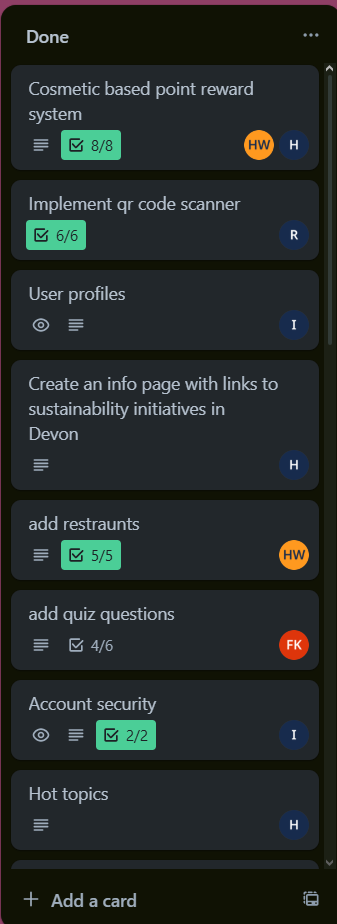 Done
Cosmetic based point reward
system
8/8
HW
H
Implement qr code scanner
6/6
R
User profiles
I
Create an info page with links to
sustainability initiatives in
Devon
H
add restraunts
5/5
HW
add quiz questions
4/6
FK
Account security
2/2
I
Hot topics
H
Add a card